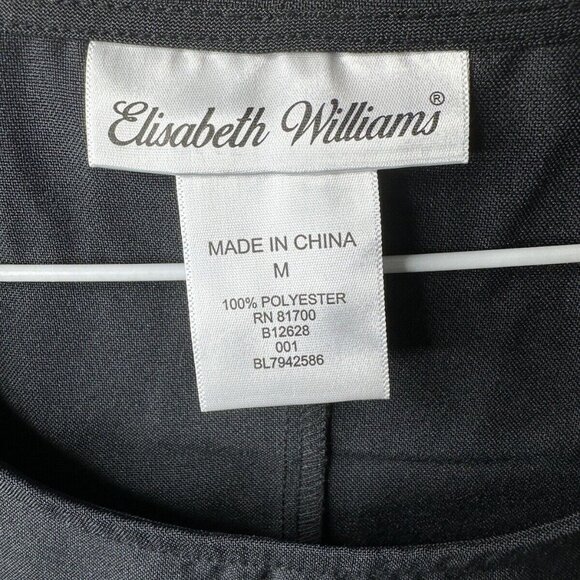 Elisabeth Williams®
MADE IN CHINA
M
100% POLYESTER
RN 81700
B12628
001
BL7942586